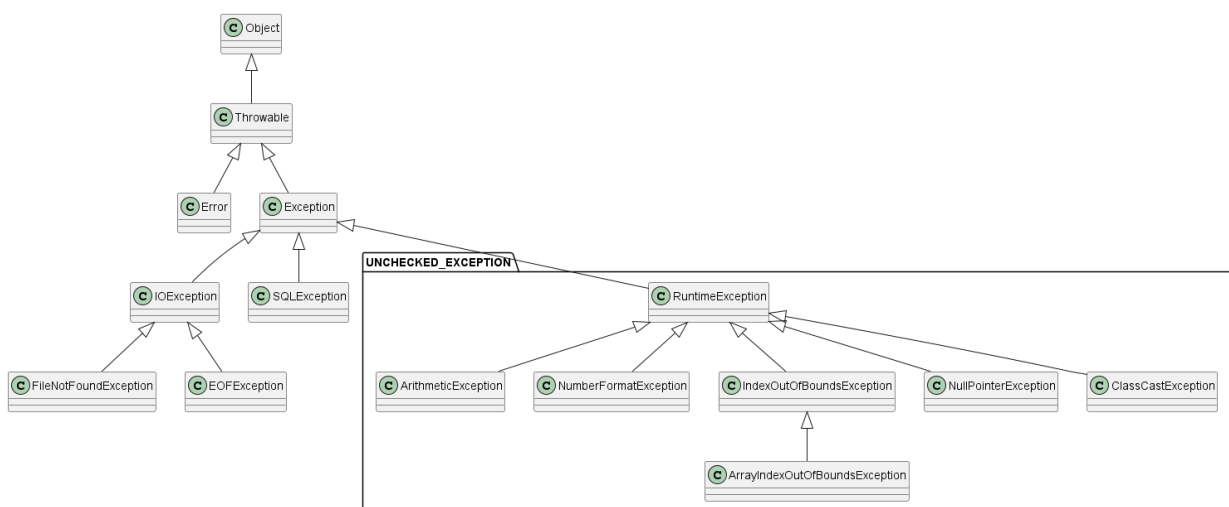 C Object
C Throwable
C Error
C Exception
UNCHECKED_EXCEPTION
C IOException
C SQLException
C RuntimeException
C FileNotFoundException
C EOFException
C ArithmeticException
C NumberFormatException
C IndexOutOfBoundsException
C NullPointerException
C ClassCastException
C ArrayIndexOutOfBoundsException